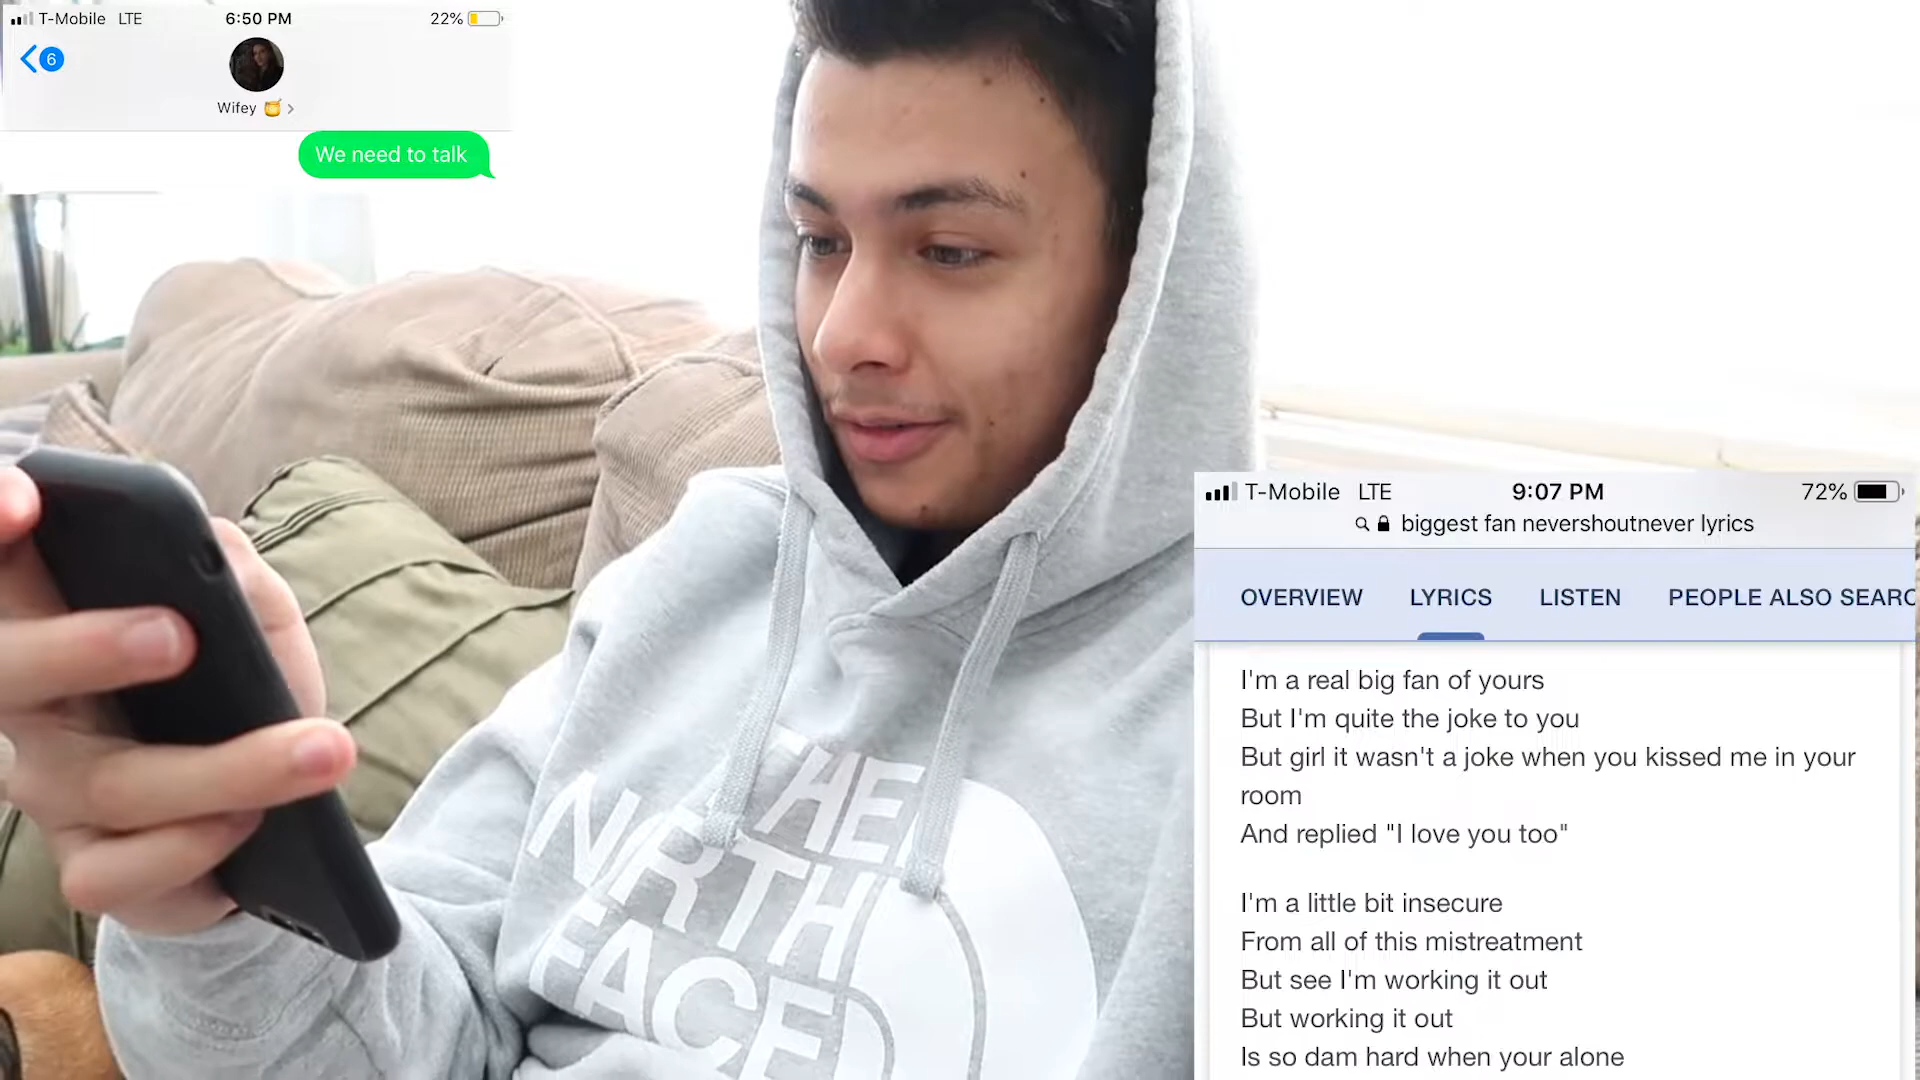 T-Mobile LTE 6:50 PM 22%
6
Wifey 🍯 >
We need to talk
T-Mobile LTE 9:07 PM 72%
biggest fan nevershoutnever lyrics
OVERVIEW LYRICS LISTEN PEOPLE ALSO SEARC
I'm a real big fan of yours
But I'm quite the joke to you
But girl it wasn't a joke when you kissed me in your
room
And replied "I love you too"
I'm a little bit insecure
From all of this mistreatment
But see I'm working it out
But working it out
Is so dam hard when your alone
THE
NORTH
FACE